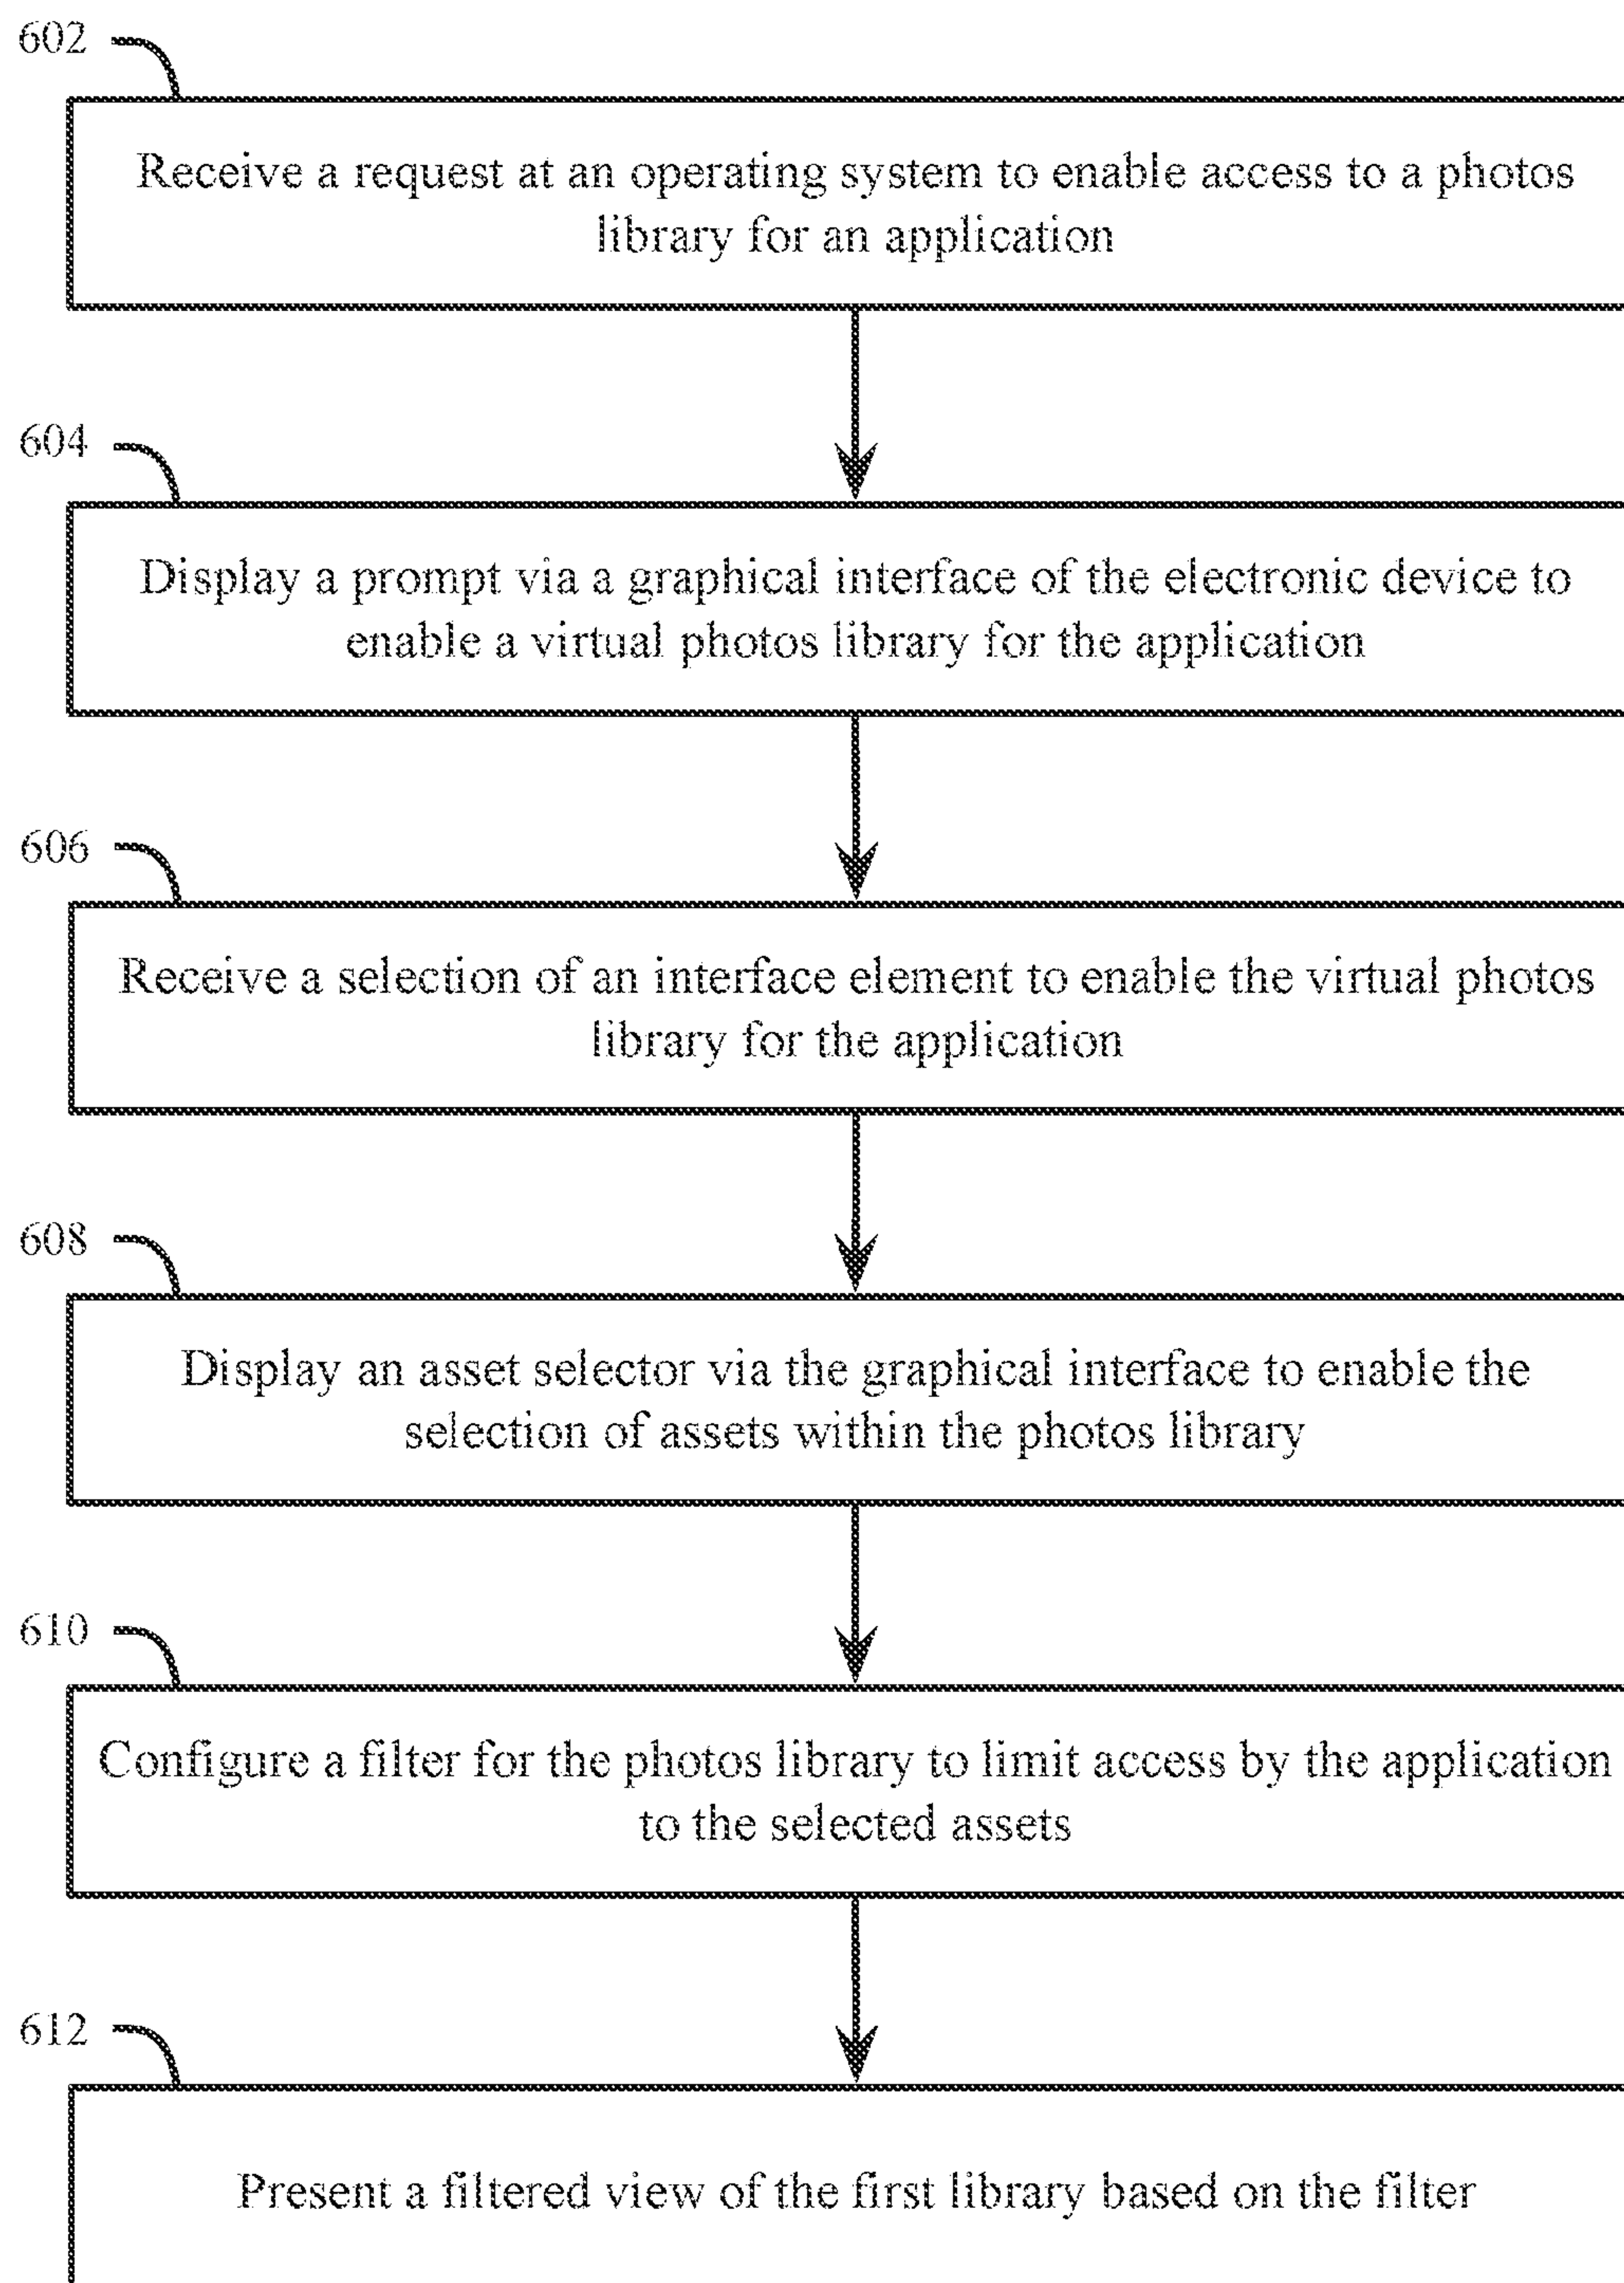 602
Receive a request at an operating system to enable access to a photos
library for an application
604
Display a prompt via a graphical interface of the electronic device to
enable a virtual photos library for the application
606
Receive a selection of an interface element to enable the virtual photos
library for the application
608
Display an asset selector via the graphical interface to enable the
selection of assets within the photos library
610
Configure a filter for the photos library to limit access by the application
to the selected assets
612
Present a filtered view of the first library based on the filter